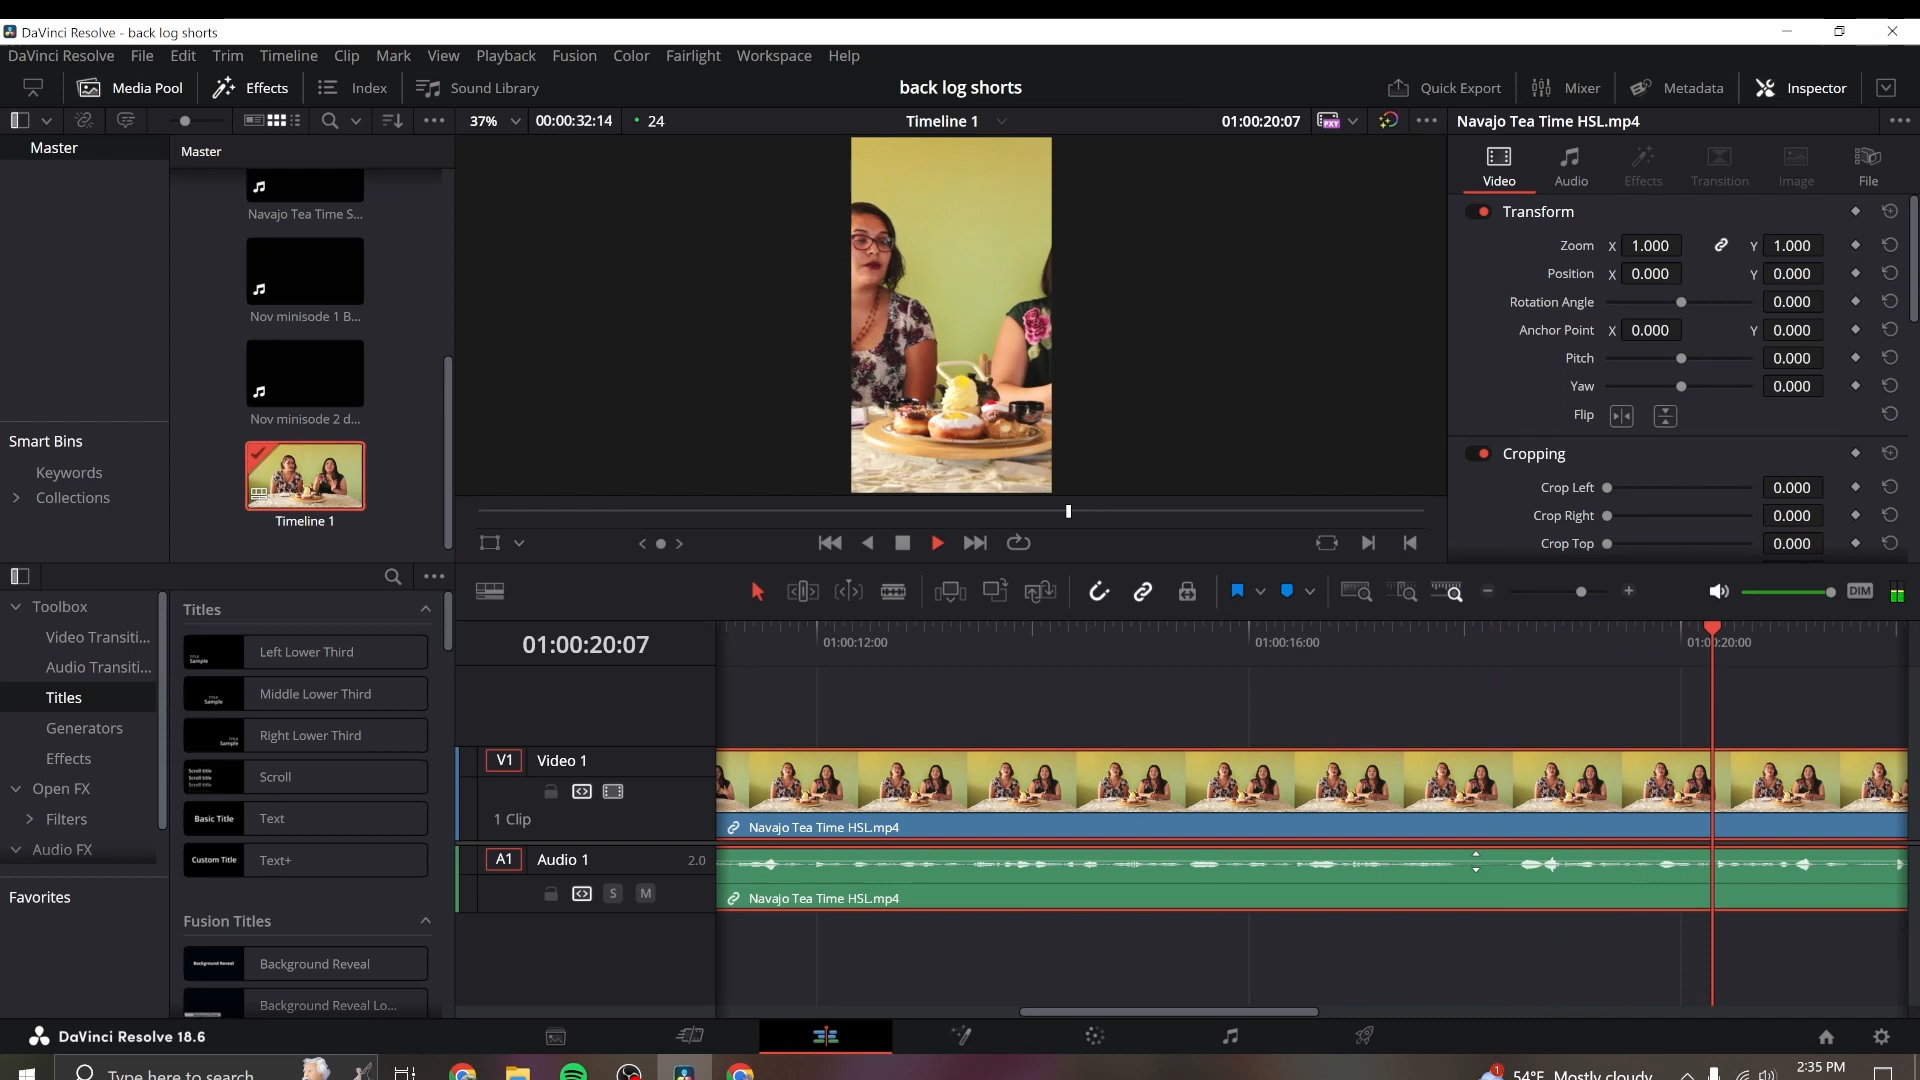 DaVinci Resolve - back log shorts
DaVinci Resolve File Edit Trim Timeline Clip Mark View Playback Fusion Color Fairlight Workspace Help
Media Pool Effects Index Sound Library back log shorts Quick Export Mixer Metadata Inspector
37% 00:00:32:14 24 Timeline 1 01:00:20:07 PXY Navajo Tea Time HSL.mp4
Master
Master
Navajo Tea Time S...
Nov minisode 1 B...
Nov minisode 2 d...
Timeline 1
Smart Bins
Keywords
Collections
Video Audio Effects Transition Image File
Transform
Zoom X 1.000 Y 1.000
Position X 0.000 Y 0.000
Rotation Angle 0.000
Anchor Point X 0.000 Y 0.000
Pitch 0.000
Yaw 0.000
Flip
Cropping
Crop Left 0.000
Crop Right 0.000
Crop Top 0.000
Toolbox
Video Transiti...
Audio Transiti...
Titles
Generators
Effects
Open FX
Filters
Audio FX
Favorites
Titles
Left Lower Third
Middle Lower Third
Right Lower Third
Scroll
Basic Title Text
Custom Title Text+
Fusion Titles
Background Reveal Background Reveal
Background Reveal Lo...
DIM
01:00:20:07
01:00:12:00 01:00:16:00 01:00:20:00
V1 Video 1
1 Clip
Navajo Tea Time HSL.mp4
A1 Audio 1 2.0
S M
Navajo Tea Time HSL.mp4
DaVinci Resolve 18.6
Type here to search
1 54°F Mostly cloudy 2:35 PM